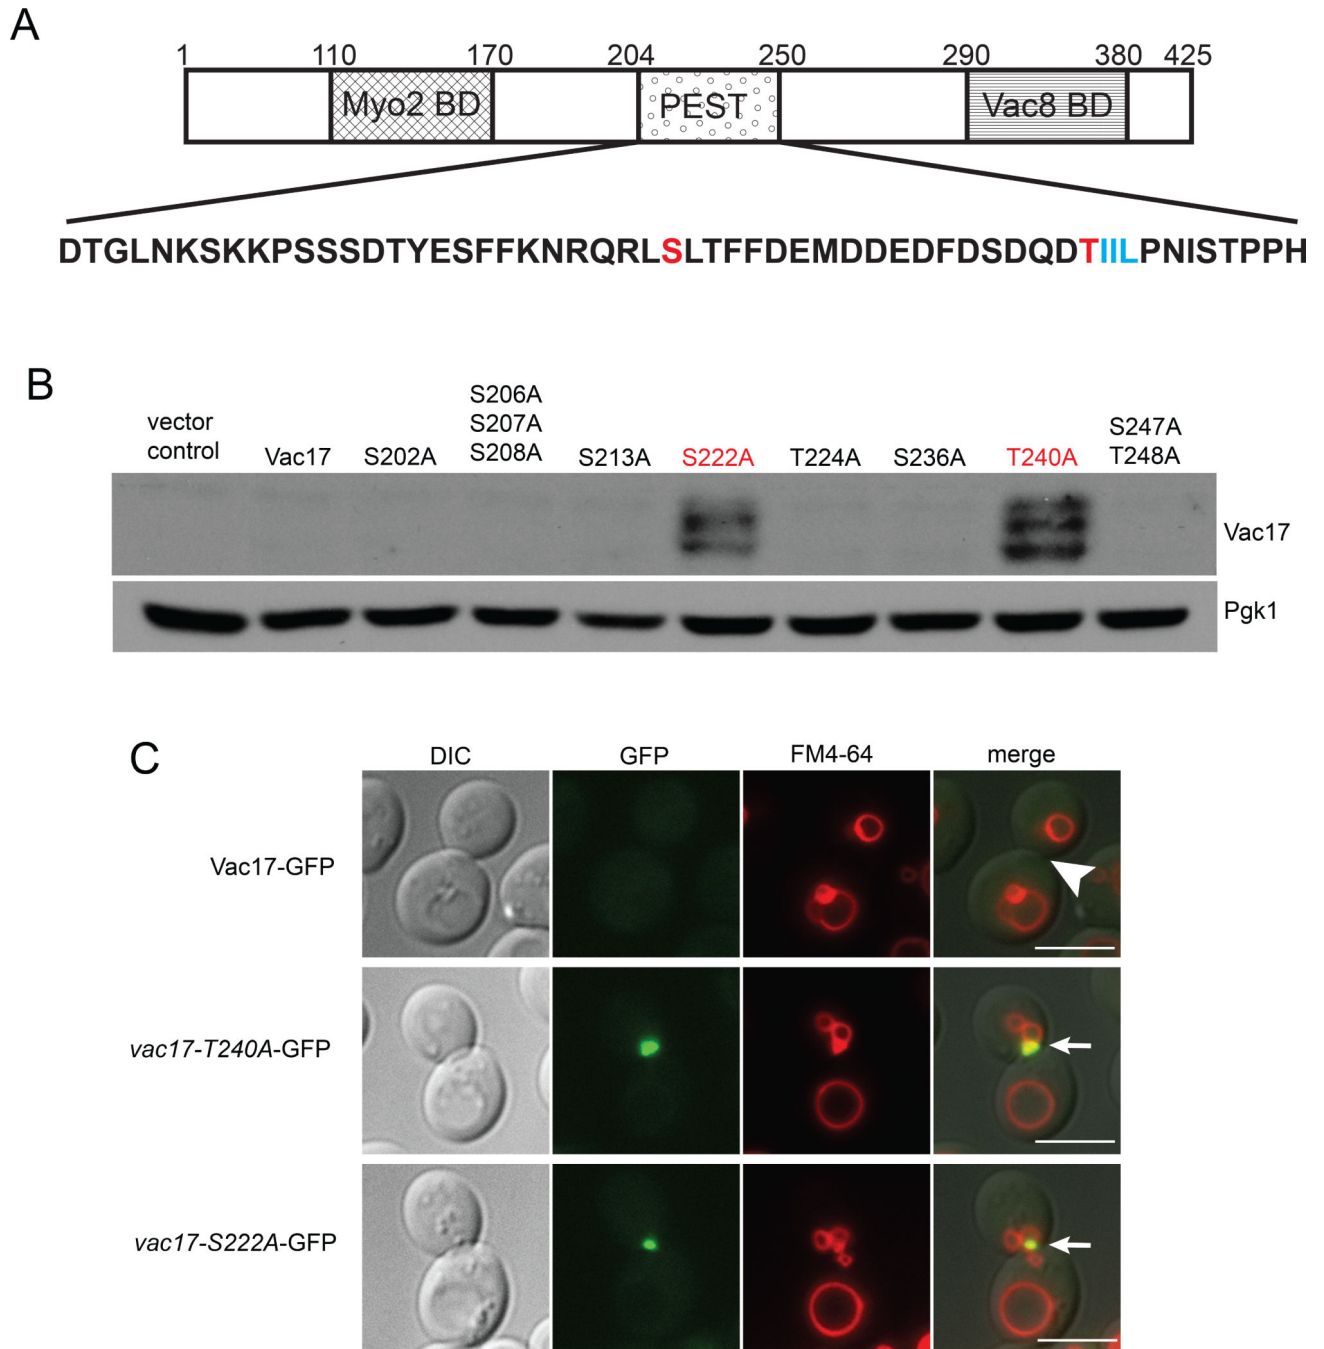 A
1 110 170 204 250 290 380 425
Myo2 BD PEST Vac8 BD
DTGLNKSKKPSSSDTYESFFKNRQRLSLTFFDEMDDEDFDSDQDTIILPNISTPPH
B
vector
control
Vac17
S202A
S206A
S207A
S208A
S213A
S222A
T224A
S236A
T240A
S247A
T248A
Vac17
Pgk1
C
DIC GFP FM4-64 merge
Vac17-GFP
vac17-T240A-GFP
vac17-S222A-GFP